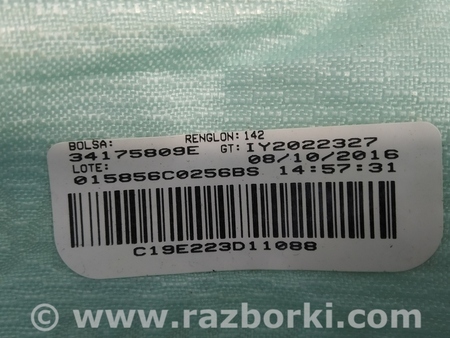 BOLSA: RENGLON: 142
34175809E GT: IY2022327
LOTE: 08/10/2016
015856C0256BS 14:57:31
C19E223D11088
© www.razborki.com